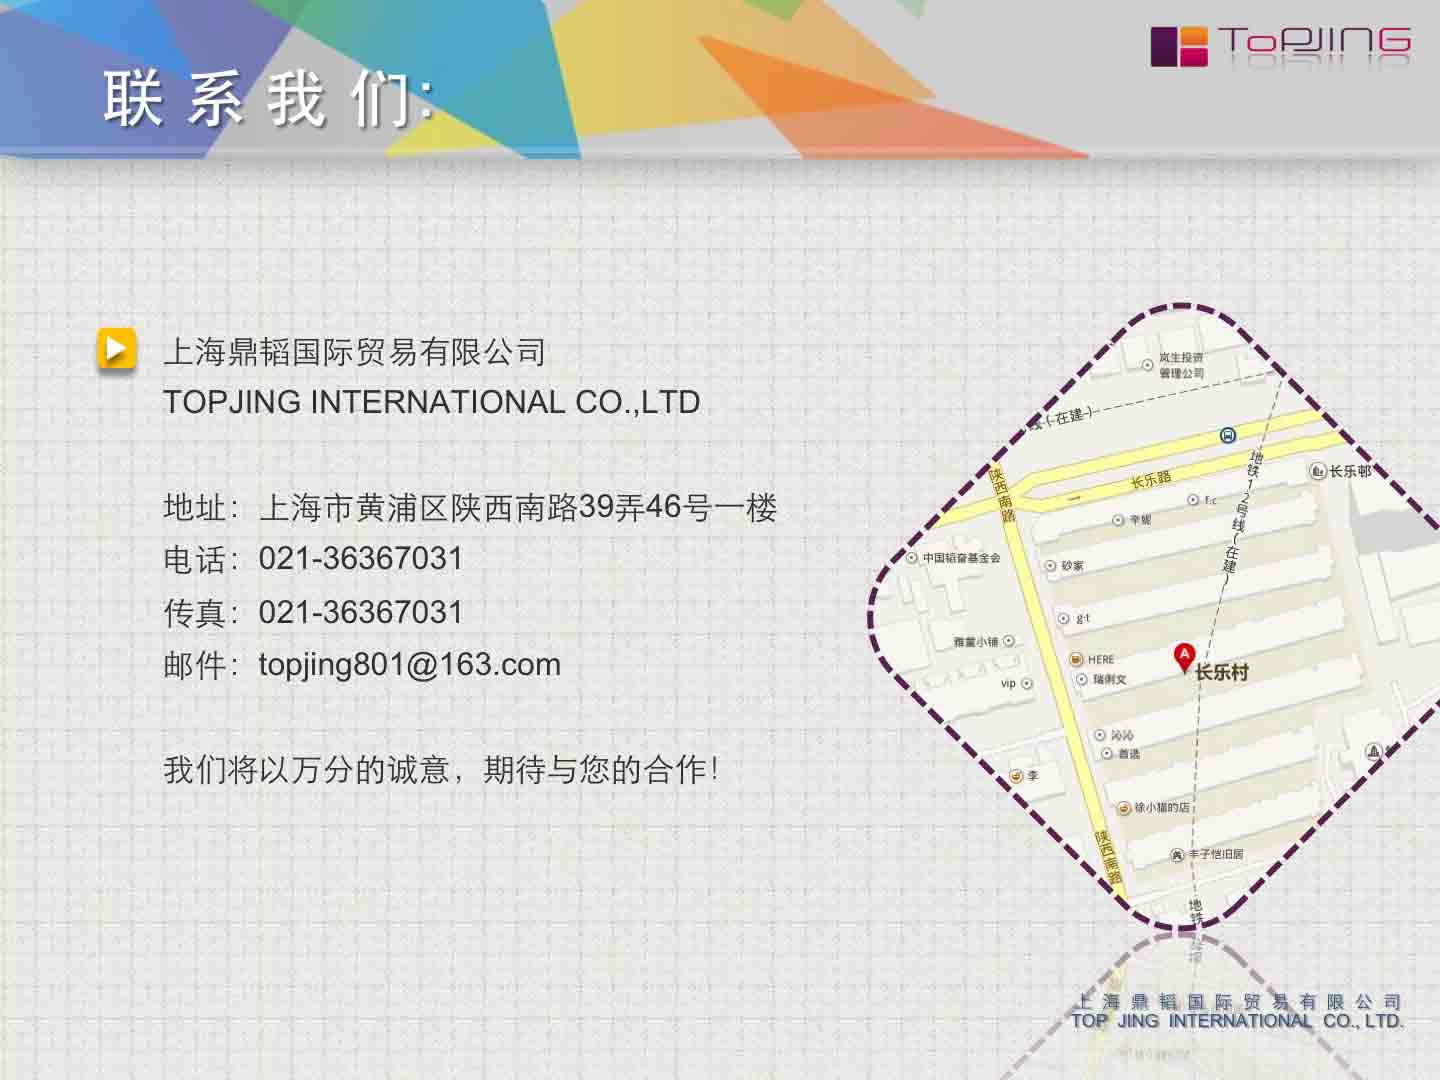 联系我们：
TOPJING
上海鼎韬国际贸易有限公司
TOPJING INTERNATIONAL CO.,LTD
地址：上海市黄浦区陕西南路39弄46号一楼
电话：021-36367031
传真：021-36367031
邮件：topjing801@163.com
我们将以万分的诚意，期待与您的合作！
岚生投资
管理公司
线(在建)
陕西南路
长乐路
地铁12号线(在建)
长乐邨
f.c
辛妮
中国韬奋基金会
砂家
g·t
雅童小铺
HERE
瑞俐文
vip
A
长乐村
沁沁
首逸
李
徐小猫的店
陕西南路
丰子恺旧居
地铁
上海鼎韬国际贸易有限公司
TOP JING INTERNATIONAL CO., LTD.